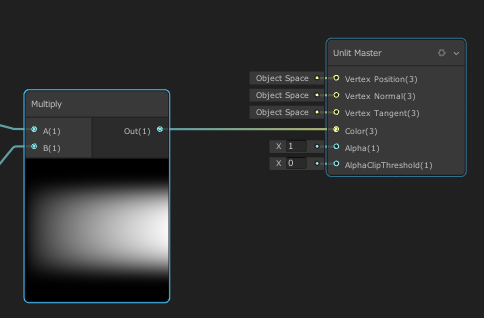 Unlit Master
Object Space Vertex Position(3)
Object Space Vertex Normal(3)
Object Space Vertex Tangent(3)
Color(3)
X 1 Alpha(1)
X 0 AlphaClipThreshold(1)
Multiply
A(1) Out(1)
B(1)